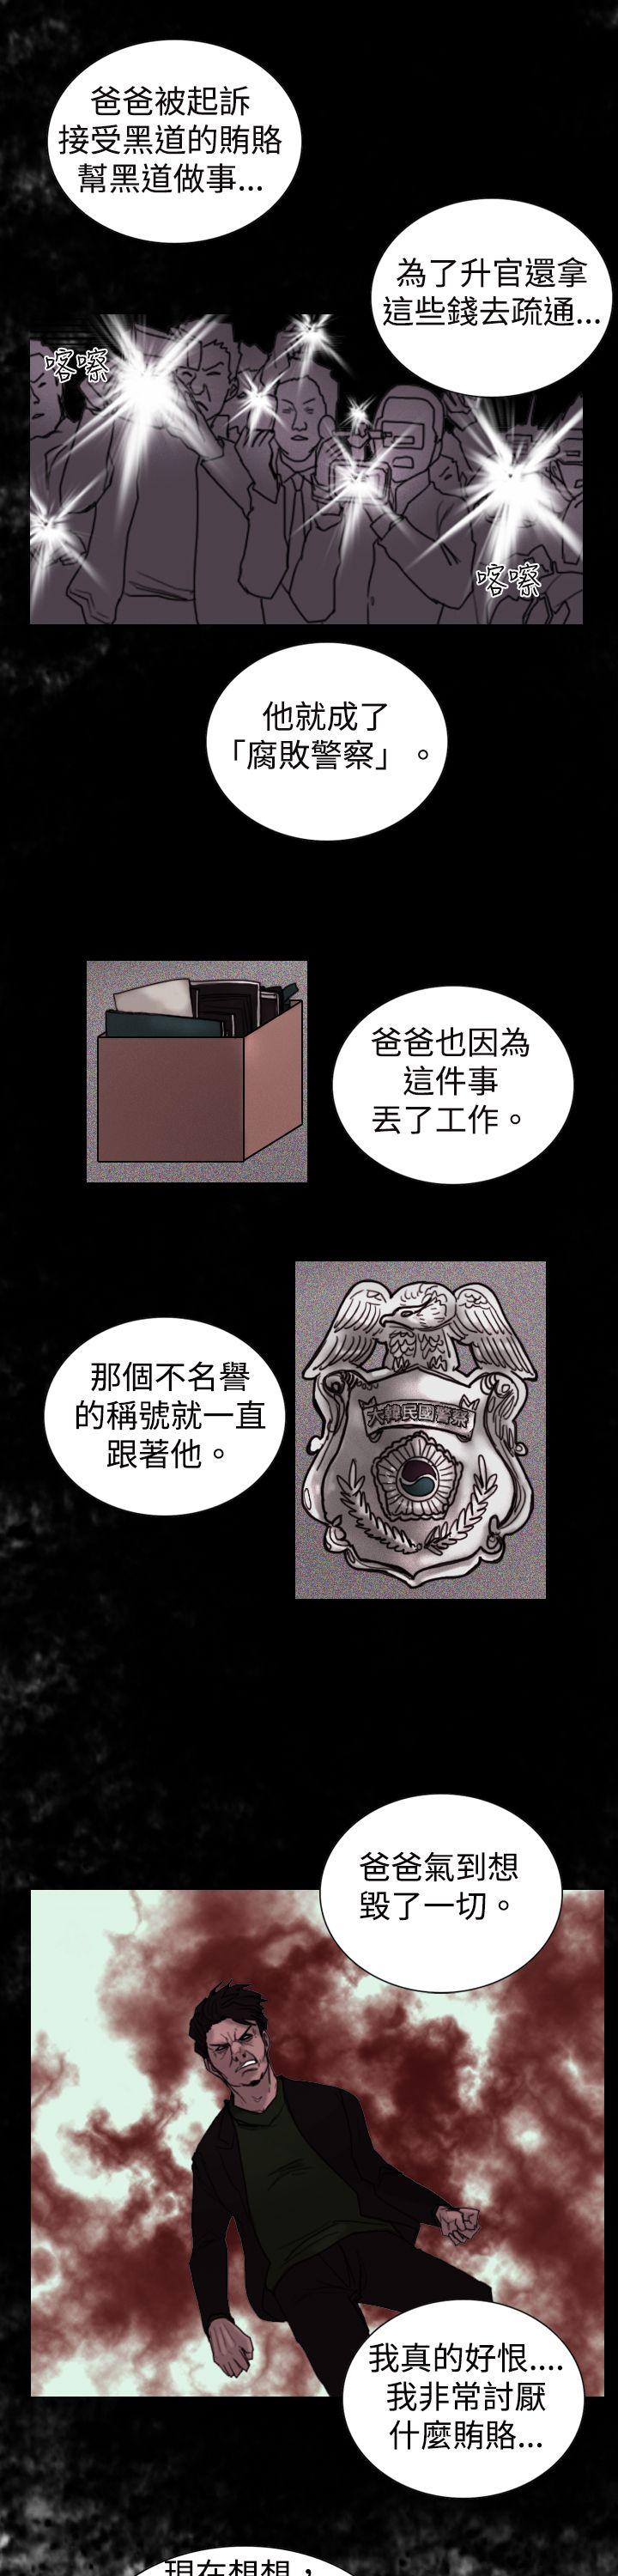 爸爸被起訴
接受黑道的賄賂
幫黑道做事...
為了升官還拿
這些錢去疏通...
喀嚓
喀嚓
他就成了
「腐敗警察」。
爸爸也因為
這件事
丟了工作。
那個不名譽
的稱號就一直
跟著他。
大韓民國警察
爸爸氣到想
毀了一切。
我真的好恨....
我非常討厭
什麼賄賂...
現在想想，